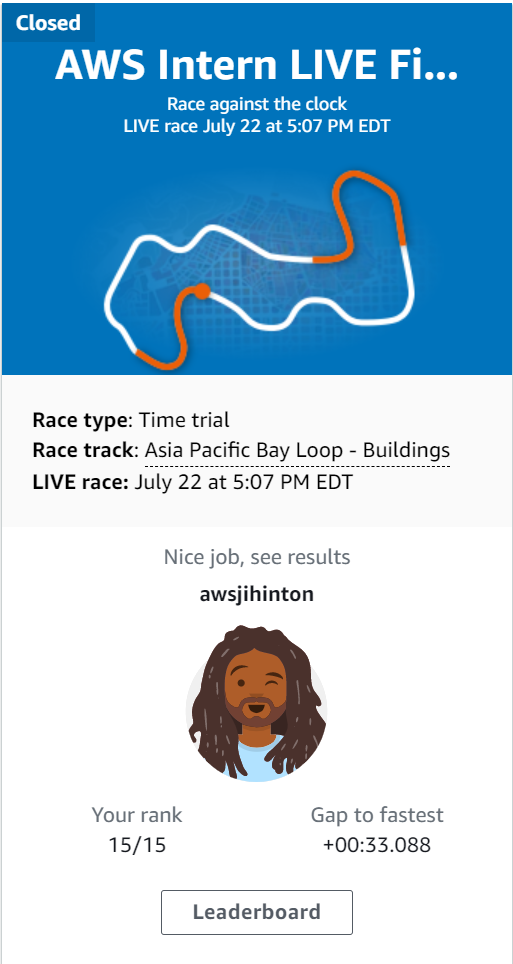 Closed
AWS Intern LIVE Fi...
Race against the clock
LIVE race July 22 at 5:07 PM EDT
Race type: Time trial
Race track: Asia Pacific Bay Loop - Buildings
LIVE race: July 22 at 5:07 PM EDT
Nice job, see results
awsjihinton
Your rank
Gap to fastest
15/15
+00:33.088
Leaderboard